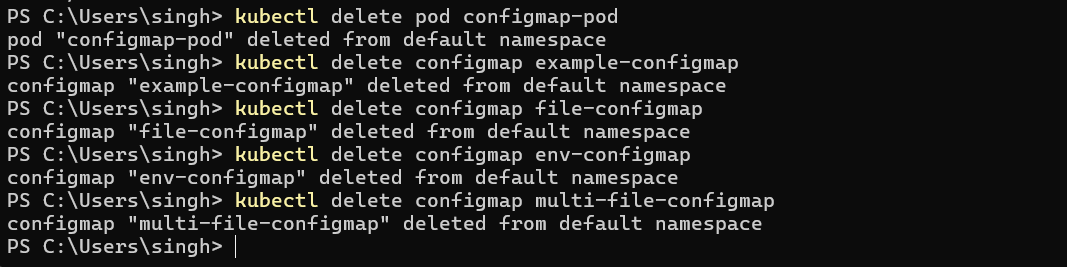 PS C:\Users\singh> kubectl delete pod configmap-pod
pod "configmap-pod" deleted from default namespace
PS C:\Users\singh> kubectl delete configmap example-configmap
configmap "example-configmap" deleted from default namespace
PS C:\Users\singh> kubectl delete configmap file-configmap
configmap "file-configmap" deleted from default namespace
PS C:\Users\singh> kubectl delete configmap env-configmap
configmap "env-configmap" deleted from default namespace
PS C:\Users\singh> kubectl delete configmap multi-file-configmap
configmap "multi-file-configmap" deleted from default namespace
PS C:\Users\singh>